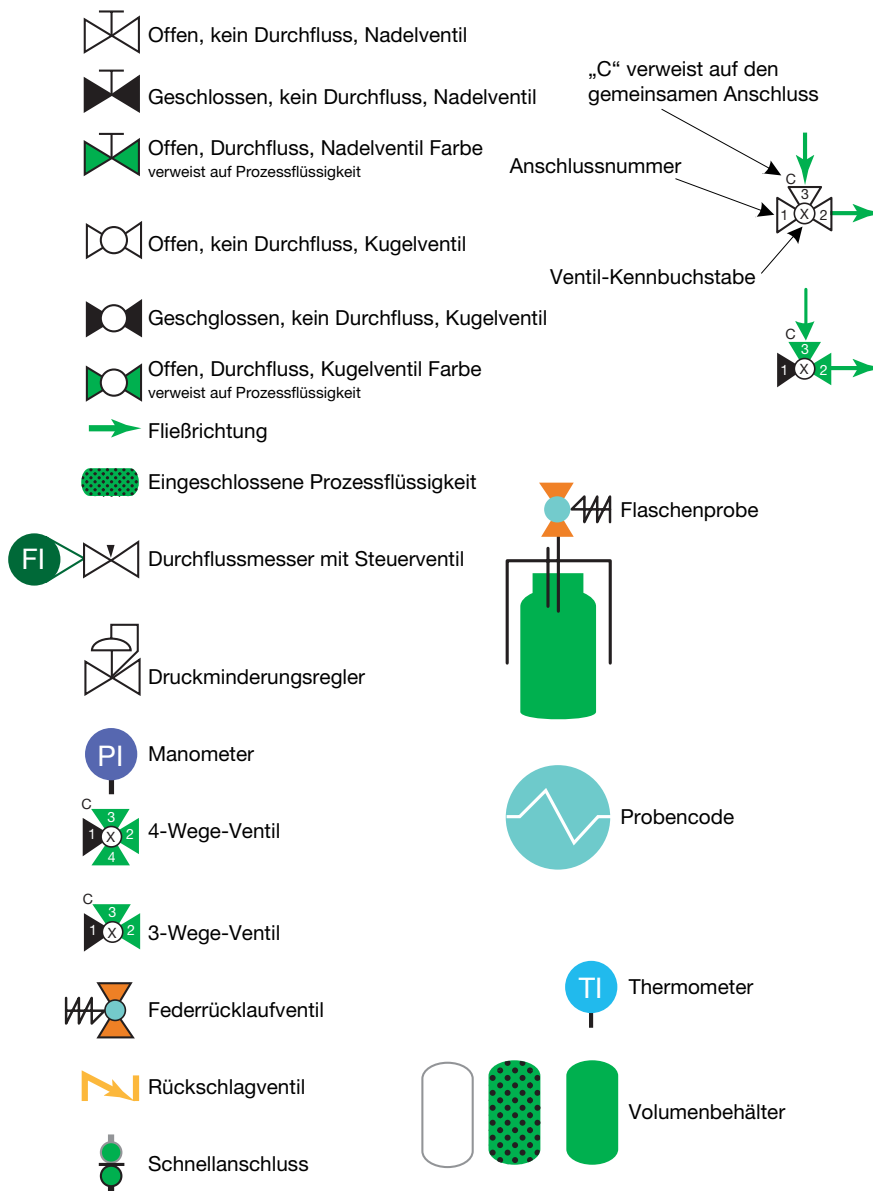 Offen, kein Durchfluss, Nadelventil
Geschlossen, kein Durchfluss, Nadelventil
Offen, Durchfluss, Nadelventil Farbe
verweist auf Prozessflüssigkeit
Offen, kein Durchfluss, Kugelventil
Geschglossen, kein Durchfluss, Kugelventil
Offen, Durchfluss, Kugelventil Farbe
verweist auf Prozessflüssigkeit
Fließrichtung
Eingeschlossene Prozessflüssigkeit
FI
Durchflussmesser mit Steuerventil
Druckminderungsregler
PI
Manometer
C
3
1 X 2
4
4-Wege-Ventil
C
3
1 X 2
3-Wege-Ventil
Federrücklaufventil
Rückschlagventil
Schnellanschluss
„C“ verweist auf den
gemeinsamen Anschluss
Anschlussnummer
C
3
1 X 2
Ventil-Kennbuchstabe
C
3
1 X 2
Flaschenprobe
Probencode
TI
Thermometer
Volumenbehälter